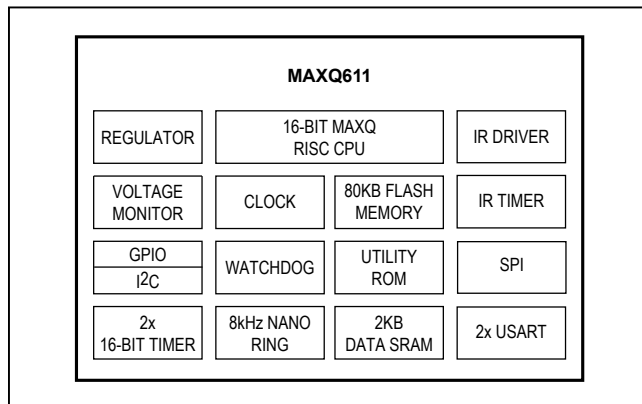 MAXQ611
REGULATOR
16-BIT MAXQ
RISC CPU
IR DRIVER
VOLTAGE
MONITOR
CLOCK
80KB FLASH
MEMORY
IR TIMER
GPIO
I2C
WATCHDOG
UTILITY
ROM
SPI
2x
16-BIT TIMER
8kHz NANO
RING
2KB
DATA SRAM
2x USART